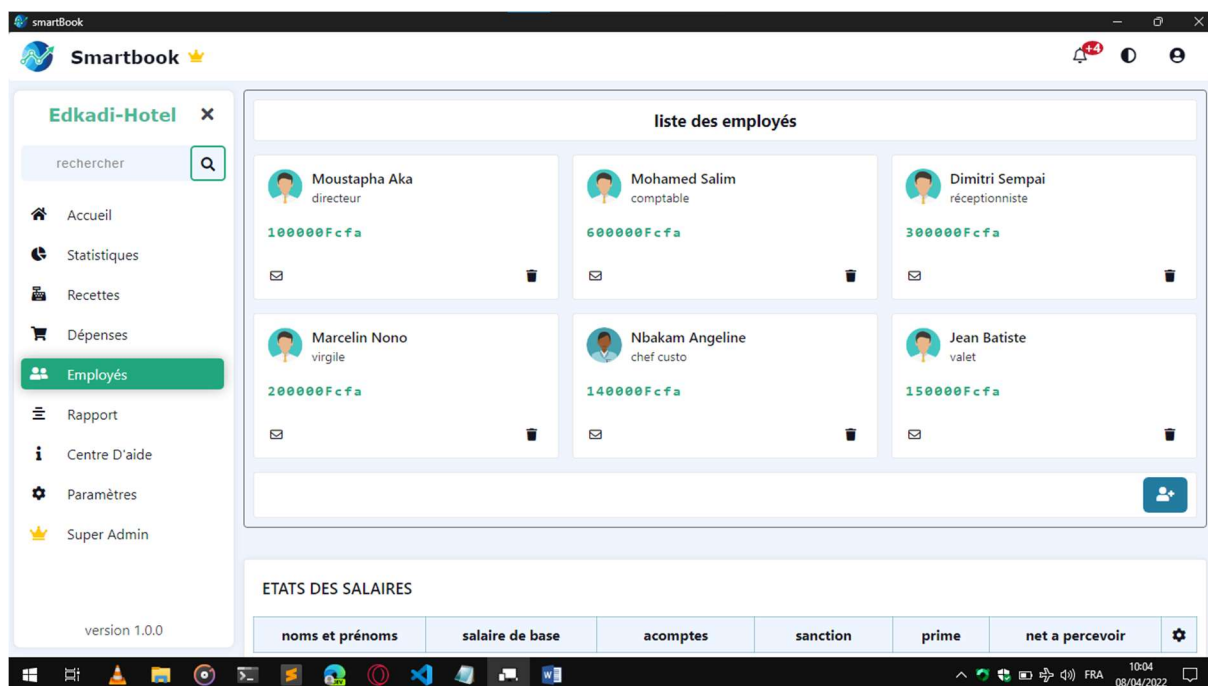 smartBook
Smartbook
+4
Edkadi-Hotel
rechercher
Accueil
Statistiques
Recettes
Dépenses
Employés
Rapport
Centre D'aide
Paramètres
Super Admin
version 1.0.0
liste des employés
Moustapha Aka
directeur
100000Fcfa
Mohamed Salim
comptable
600000Fcfa
Dimitri Sempai
réceptionniste
300000Fcfa
Marcelin Nono
virgile
200000Fcfa
Nbakam Angeline
chef custo
140000Fcfa
Jean Batiste
valet
150000Fcfa
ETATS DES SALAIRES
noms et prénoms salaire de base acomptes sanction prime net a percevoir
FRA
10:04
08/04/2022